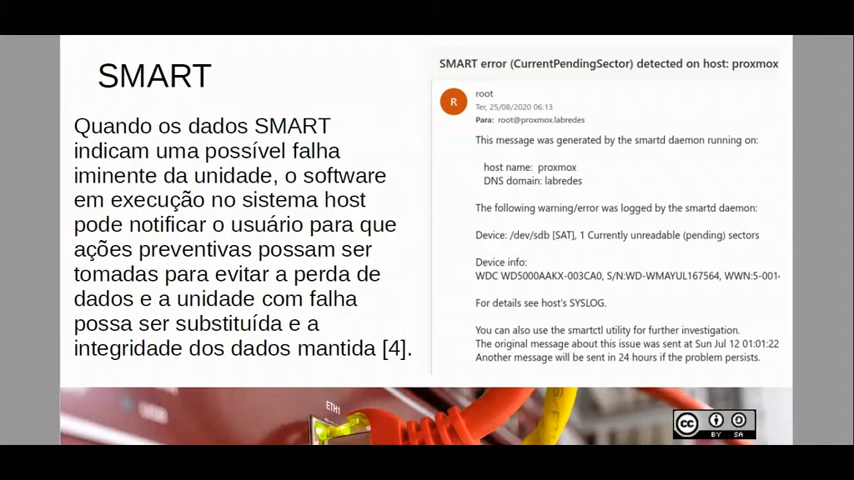 SMART
Quando os dados SMART
indicam uma possível falha
iminente da unidade, o software
em execução no sistema host
pode notificar o usuário para que
ações preventivas possam ser
tomadas para evitar a perda de
dados e a unidade com falha
possa ser substituída e a
integridade dos dados mantida [4].
SMART error (CurrentPendingSector) detected on host: proxmox
R
root
Ter, 25/08/2020 06:13
Para: root@proxmox.labredes
This message was generated by the smartd daemon running on:
host name: proxmox
DNS domain: labredes
The following warning/error was logged by the smartd daemon:
Device: /dev/sdb [SAT], 1 Currently unreadable (pending) sectors
Device info:
WDC WD5000AAKX-003CA0, S/N:WD-WMAYUL167564, WWN:5-001
For details see host's SYSLOG.
You can also use the smartctl utility for further investigation.
The original message about this issue was sent at Sun Jul 12 01:01:22
Another message will be sent in 24 hours if the problem persists.
ETH1
cc
BY SA